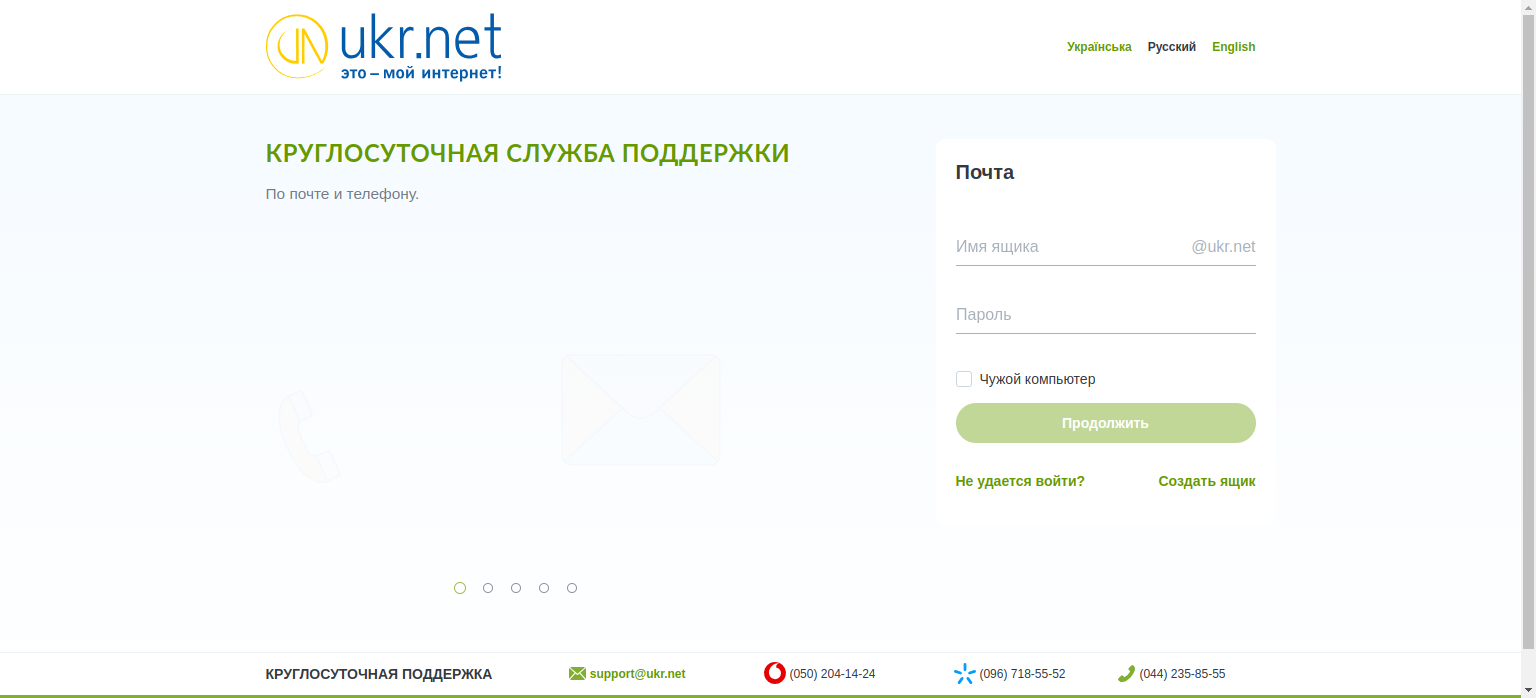 ukr.net
это – мой интернет!
Українська Русский English
КРУГЛОСУТОЧНАЯ СЛУЖБА ПОДДЕРЖКИ
По почте и телефону.
Почта
Имя ящика @ukr.net
Пароль
Чужой компьютер
Продолжить
Не удается войти? Создать ящик
КРУГЛОСУТОЧНАЯ ПОДДЕРЖКА support@ukr.net (050) 204-14-24 (096) 718-55-52 (044) 235-85-55